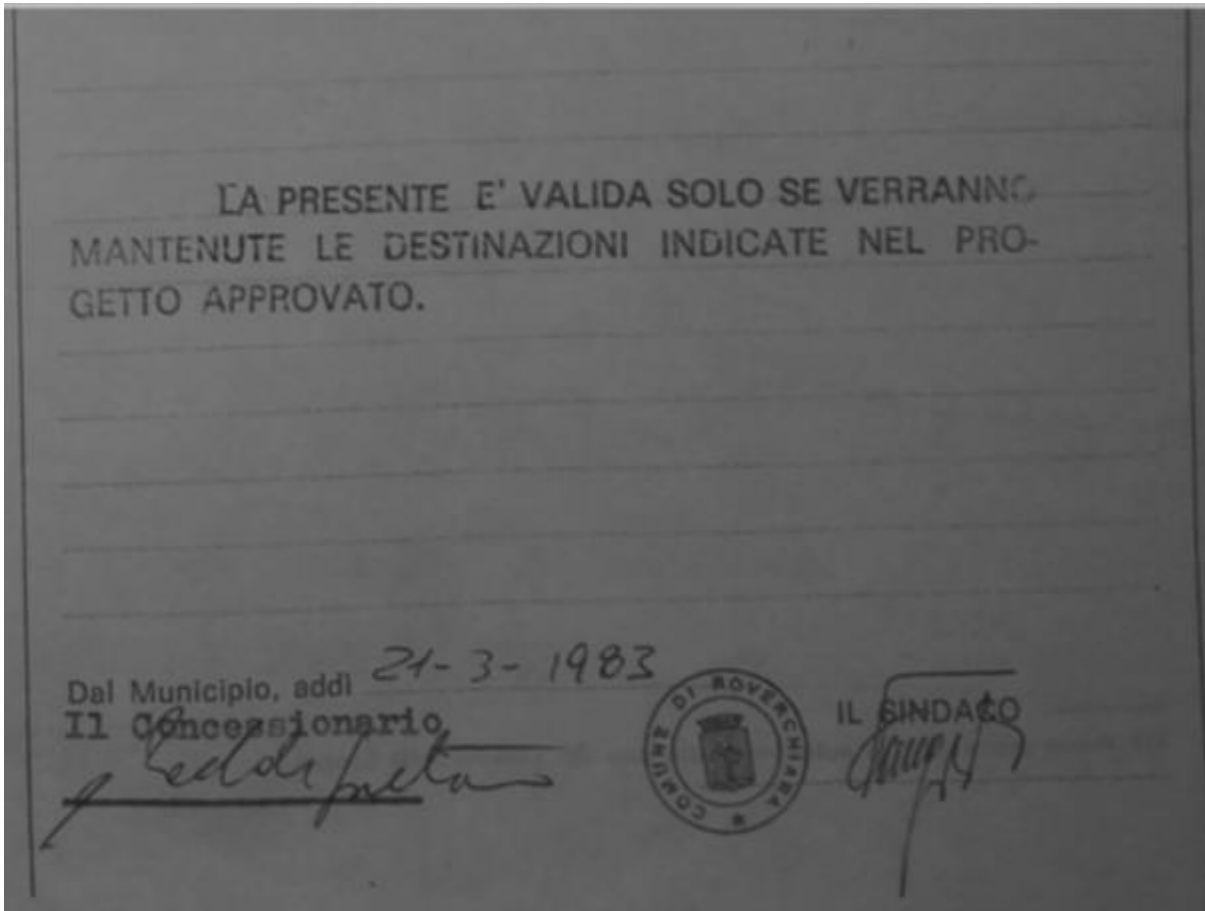 LA PRESENTE E' VALIDA SOLO SE VERRANNO
MANTENUTE LE DESTINAZIONI INDICATE NEL PRO-
GETTO APPROVATO.
Dal Municipio, addì 21-3-1983
Il Concessionario
COMUNE DI ROVERCHIARA
IL SINDACO